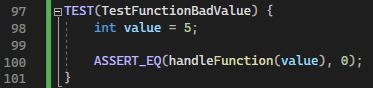 97 TEST(TestFunctionBadValue) {
98     int value = 5;
99
100     ASSERT_EQ(handleFunction(value), 0);
101 }